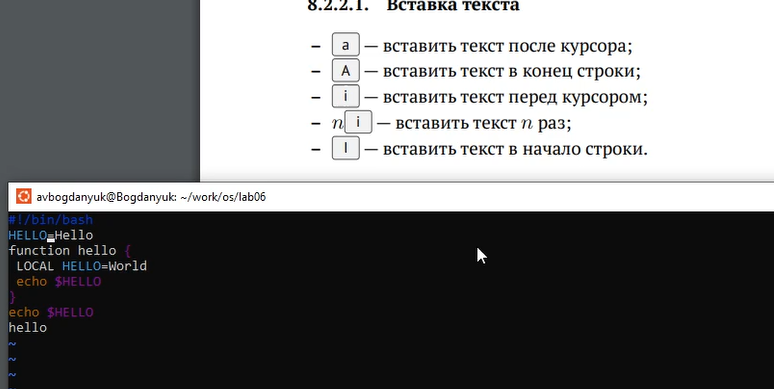 8.2.2.1. Вставка текста
– a — вставить текст после курсора;
– A — вставить текст в конец строки;
– i — вставить текст перед курсором;
– n i — вставить текст n раз;
– I — вставить текст в начало строки.
avbogdanyuk@Bogdanyuk: ~/work/os/lab06
#!/bin/bash
HELLO=Hello
function hello {
LOCAL HELLO=World
echo $HELLO
}
echo $HELLO
hello
~
~
~